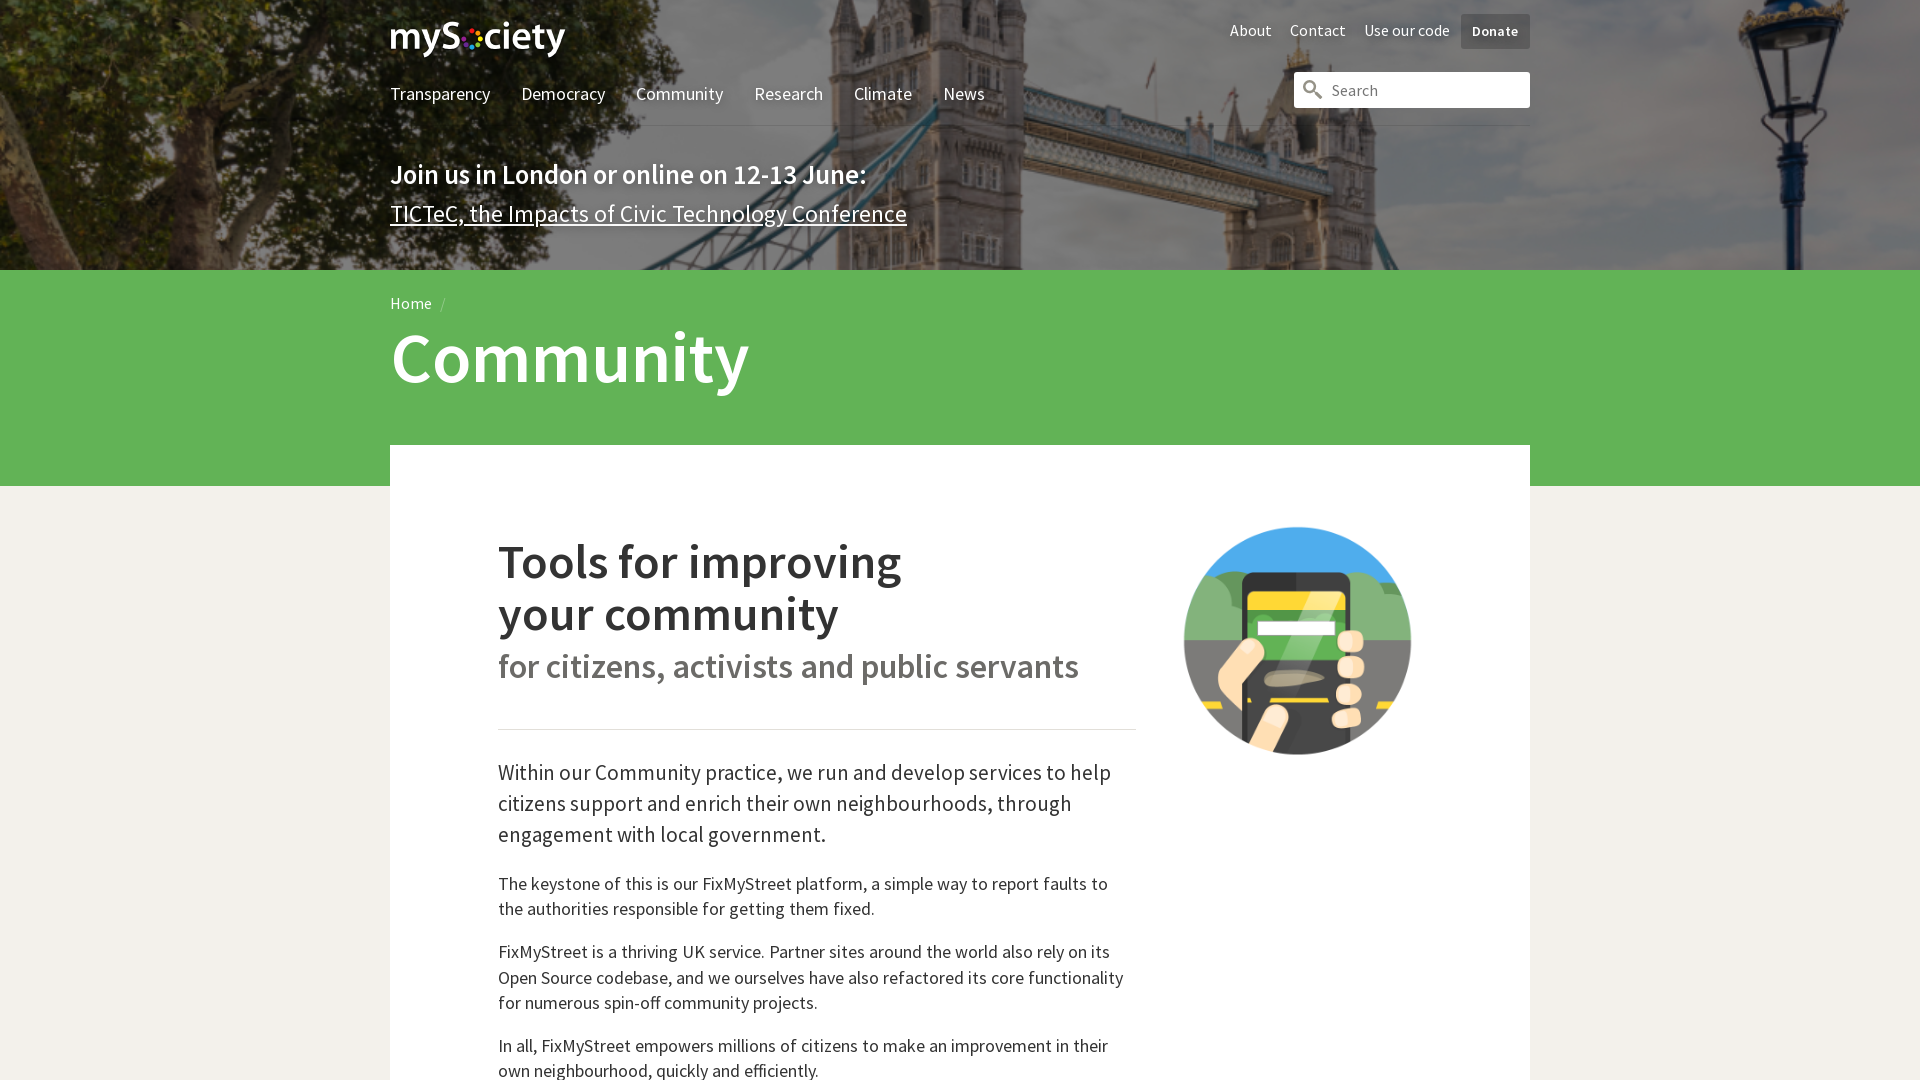 mySociety
About
Contact
Use our code
Donate
Transparency
Democracy
Community
Research
Climate
News
Search
Join us in London or online on 12-13 June:
TICTeC, the Impacts of Civic Technology Conference
Home /
Community
Tools for improving
your community
for citizens, activists and public servants
Within our Community practice, we run and develop services to help
citizens support and enrich their own neighbourhoods, through
engagement with local government.
The keystone of this is our FixMyStreet platform, a simple way to report faults to
the authorities responsible for getting them fixed.
FixMyStreet is a thriving UK service. Partner sites around the world also rely on its
Open Source codebase, and we ourselves have also refactored its core functionality
for numerous spin-off community projects.
In all, FixMyStreet empowers millions of citizens to make an improvement in their
own neighbourhood, quickly and efficiently.